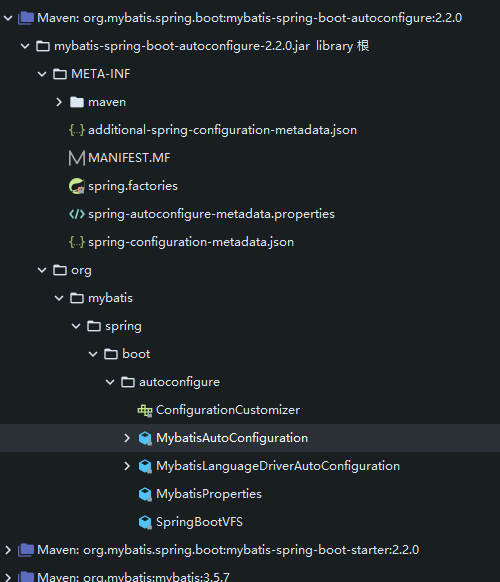 Maven: org.mybatis.spring.boot:mybatis-spring-boot-autoconfigure:2.2.0
mybatis-spring-boot-autoconfigure-2.2.0.jar library 根
META-INF
maven
additional-spring-configuration-metadata.json
MANIFEST.MF
spring.factories
spring-autoconfigure-metadata.properties
spring-configuration-metadata.json
org
mybatis
spring
boot
autoconfigure
ConfigurationCustomizer
MybatisAutoConfiguration
MybatisLanguageDriverAutoConfiguration
MybatisProperties
SpringBootVFS
Maven: org.mybatis.spring.boot:mybatis-spring-boot-starter:2.2.0
Maven: org.mybatis:mybatis:3.5.7